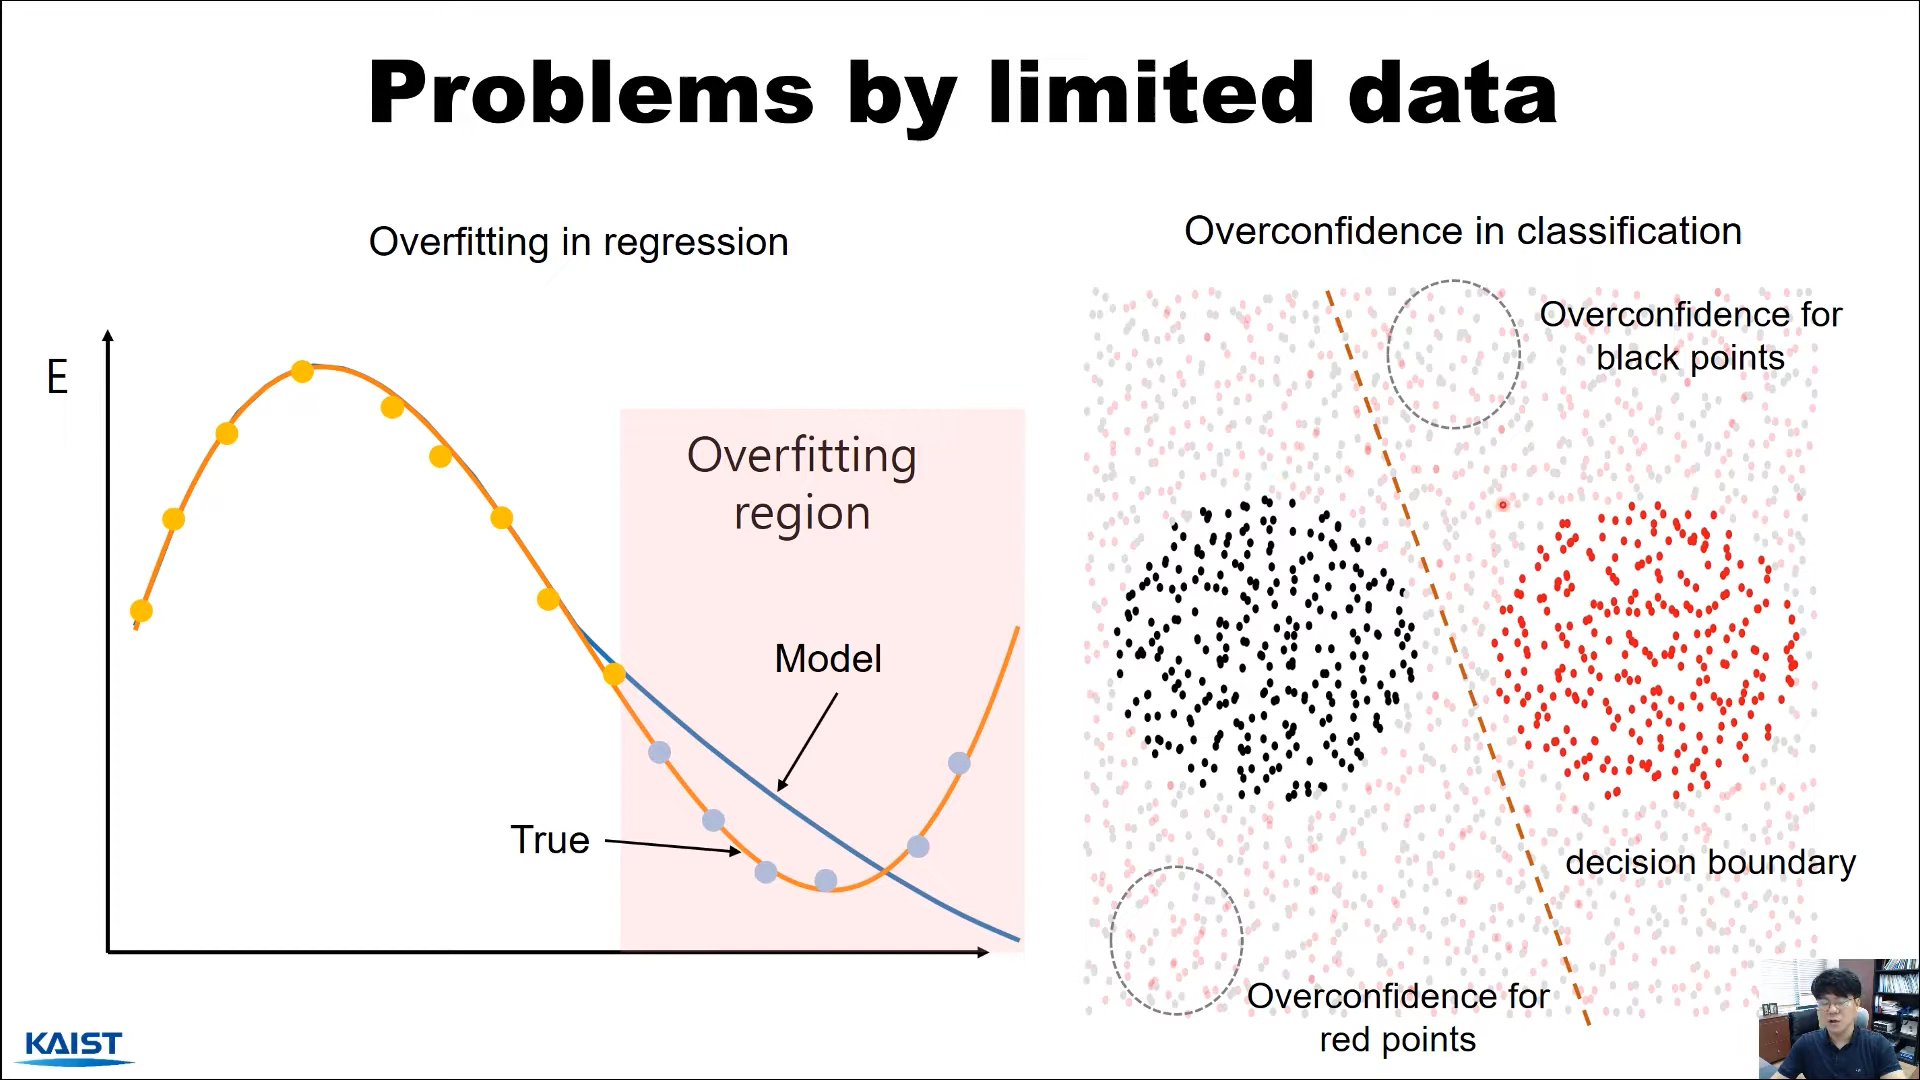 Problems by limited data
Overfitting in regression
E
Overfitting
region
Model
True
Overconfidence in classification
Overconfidence for
black points
decision boundary
Overconfidence for
red points
KAIST